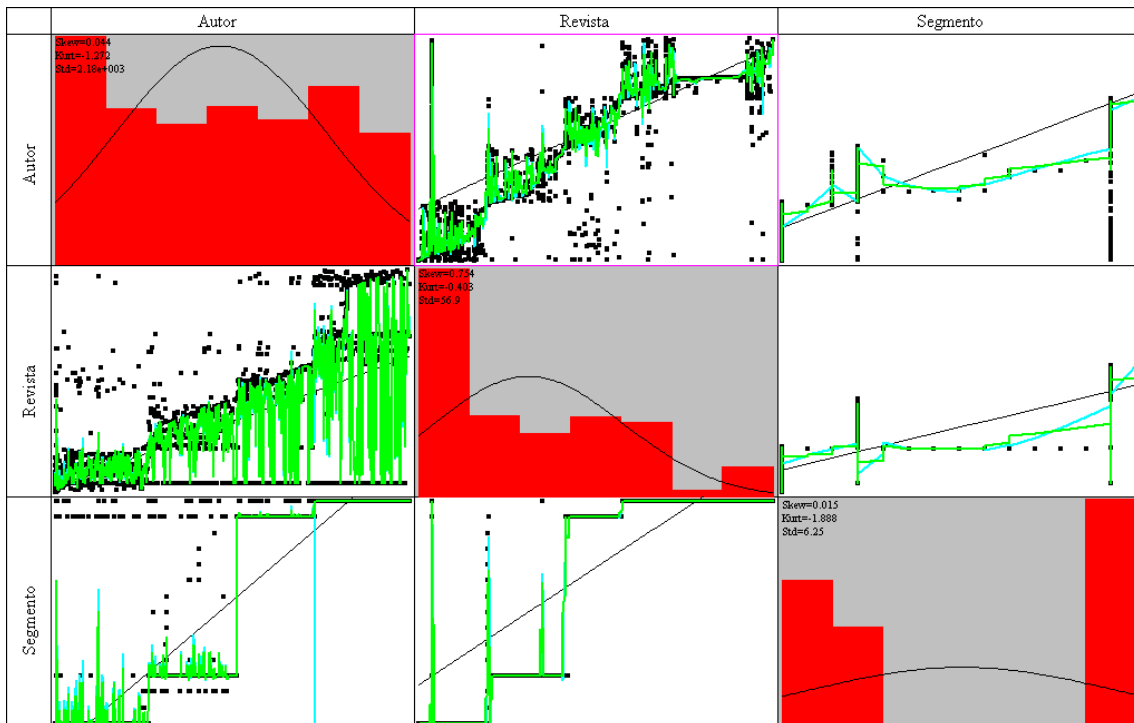 Autor
Revista
Segmento
Autor
Skew=0.044
Kurt=-1.272
Std=2.18e+003
Revista
Skew=0.754
Kurt=-0.403
Std=56.9
Segmento
Skew=0.015
Kurt=-1.888
Std=6.25